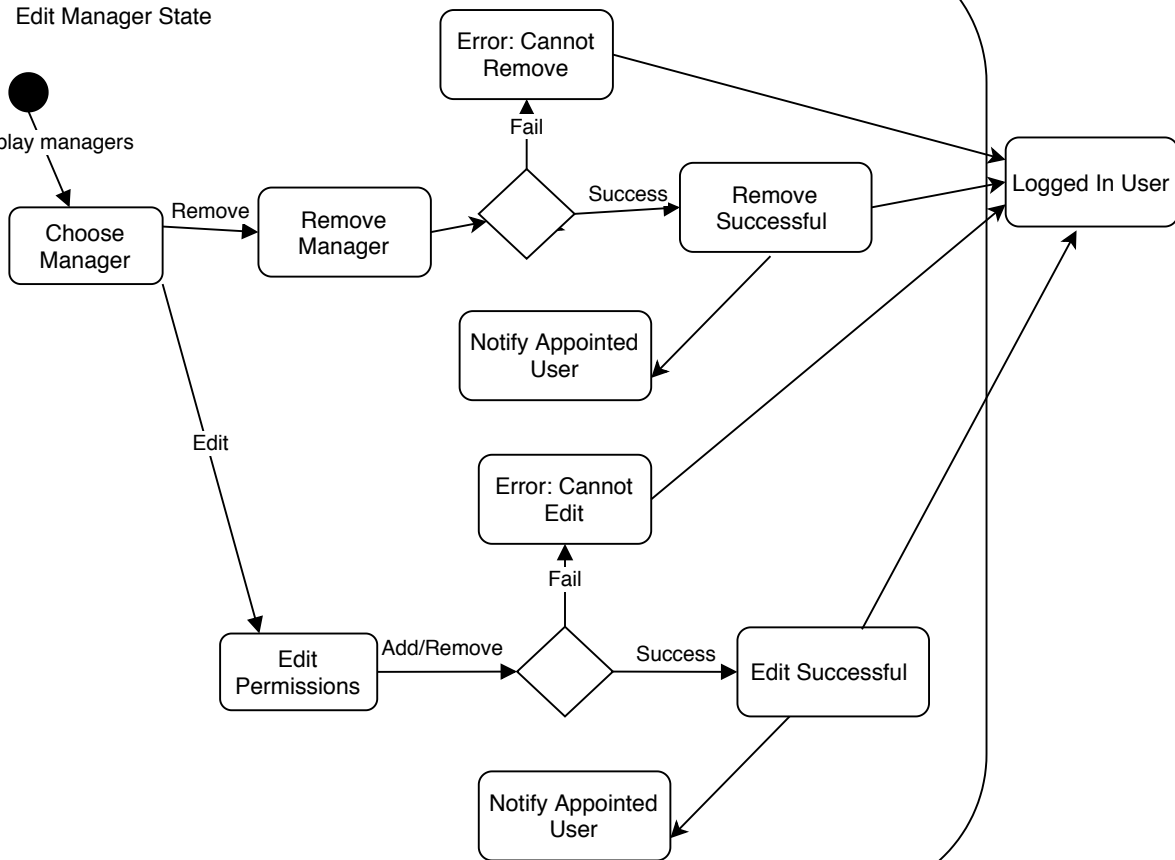 Edit Manager State
Error: Cannot
Remove
Fail
play managers
Logged In User
Success
Remove
Successful
Remove
Remove
Manager
Choose
Manager
Notify Appointed
User
Edit
Error: Cannot
Edit
Fail
Add/Remove
Success
Edit
Permissions
Edit Successful
Notify Appointed
User